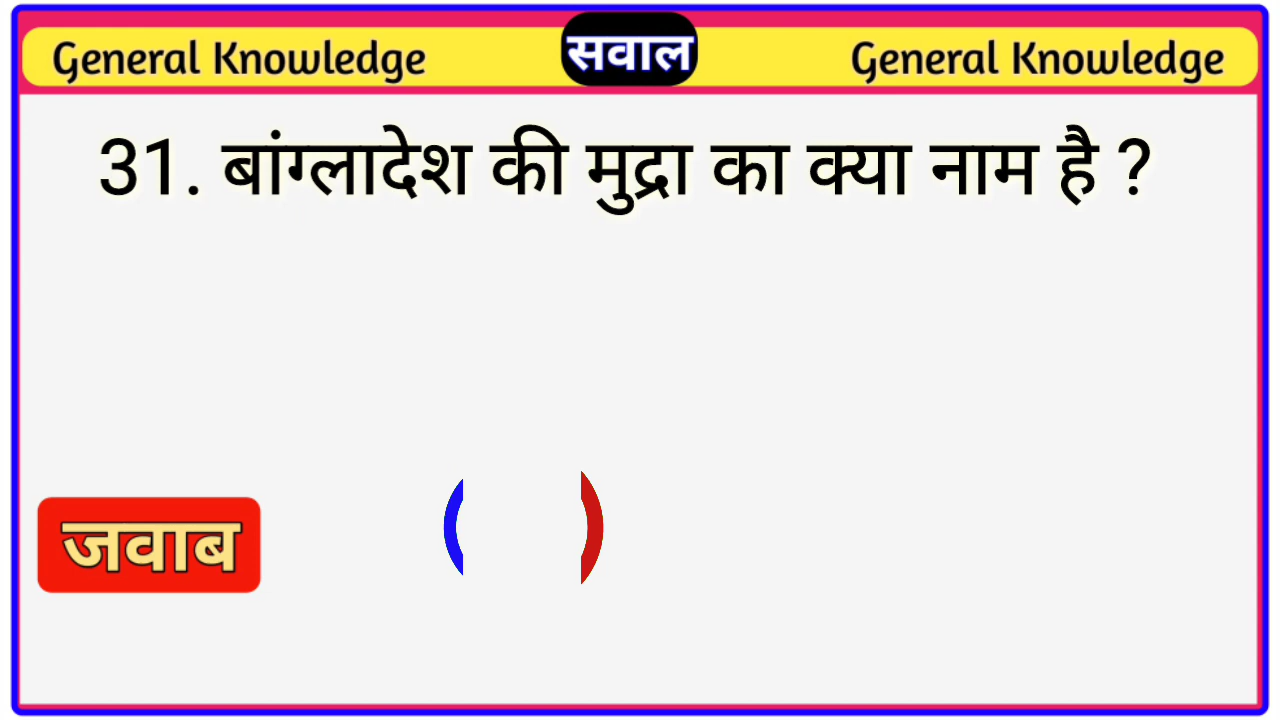 General Knowledge सवाल General Knowledge
31. बांग्लादेश की मुद्रा का क्या नाम है ?
जवाब